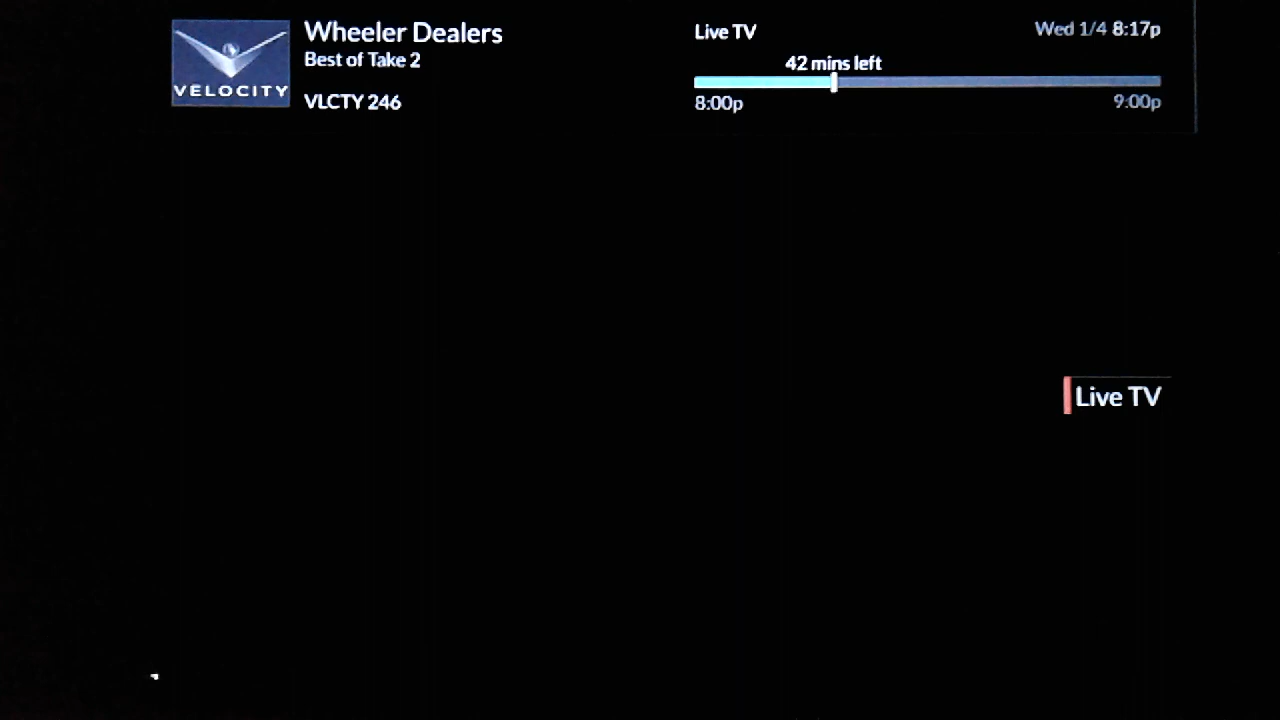 Wheeler Dealers
Best of Take 2
VELOCITY
VLCTY 246
Live TV
Wed 1/4 8:17p
42 mins left
8:00p
9:00p
Live TV